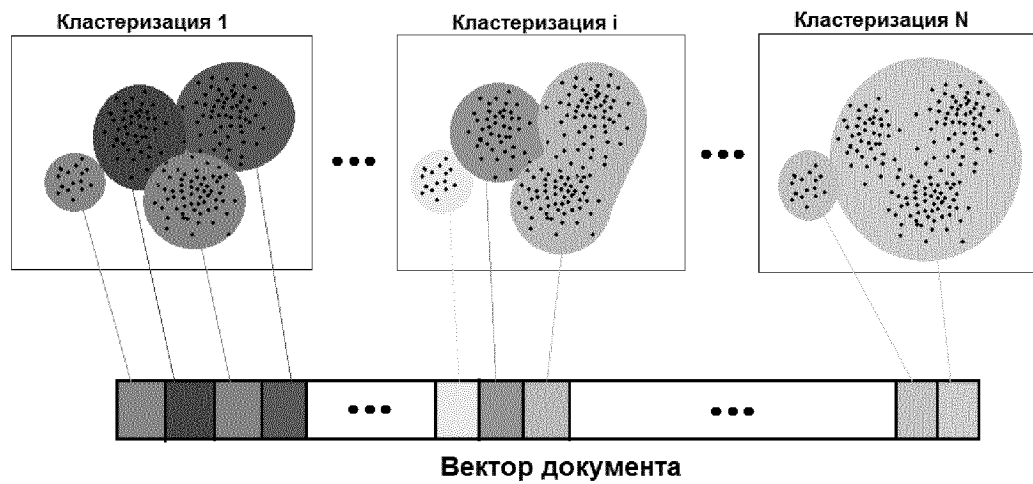 Кластеризация 1
Кластеризация i
Кластеризация N
Вектор документа